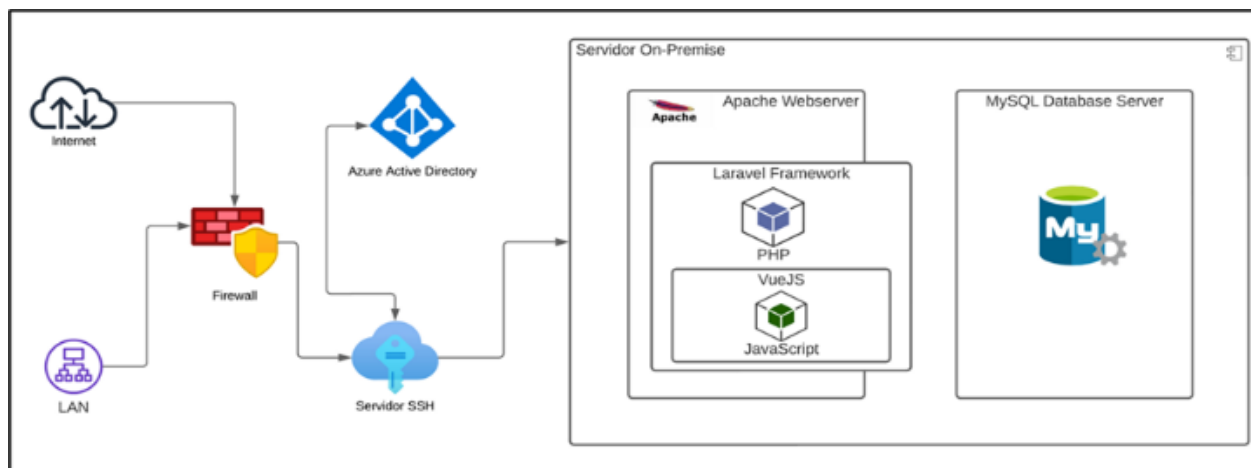 Internet
LAN
Firewall
Azure Active Directory
Servidor SSH
Servidor On-Premise
Apache
Apache Webserver
Laravel Framework
PHP
VueJS
JavaScript
MySQL Database Server
My